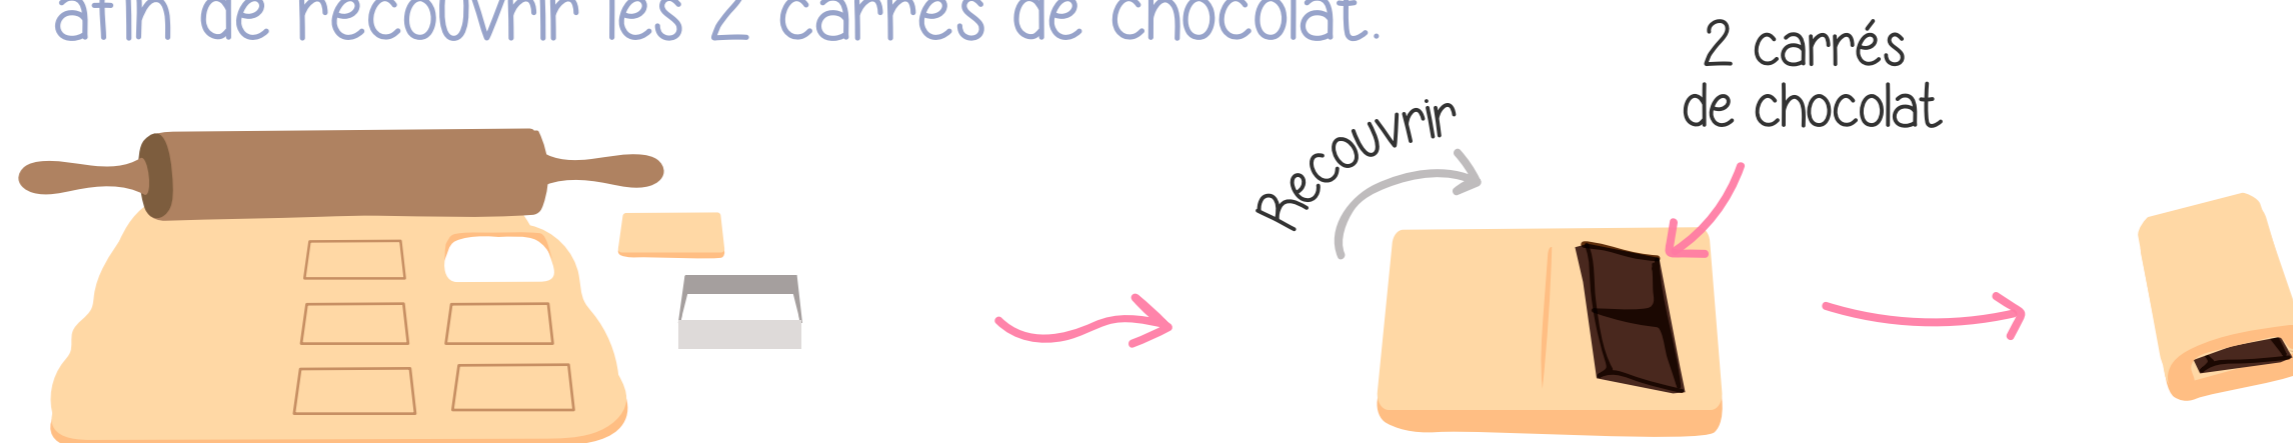 afin de recouvrir les 2 carrés de chocolat.
2 carrés
de chocolat
Recouvrir